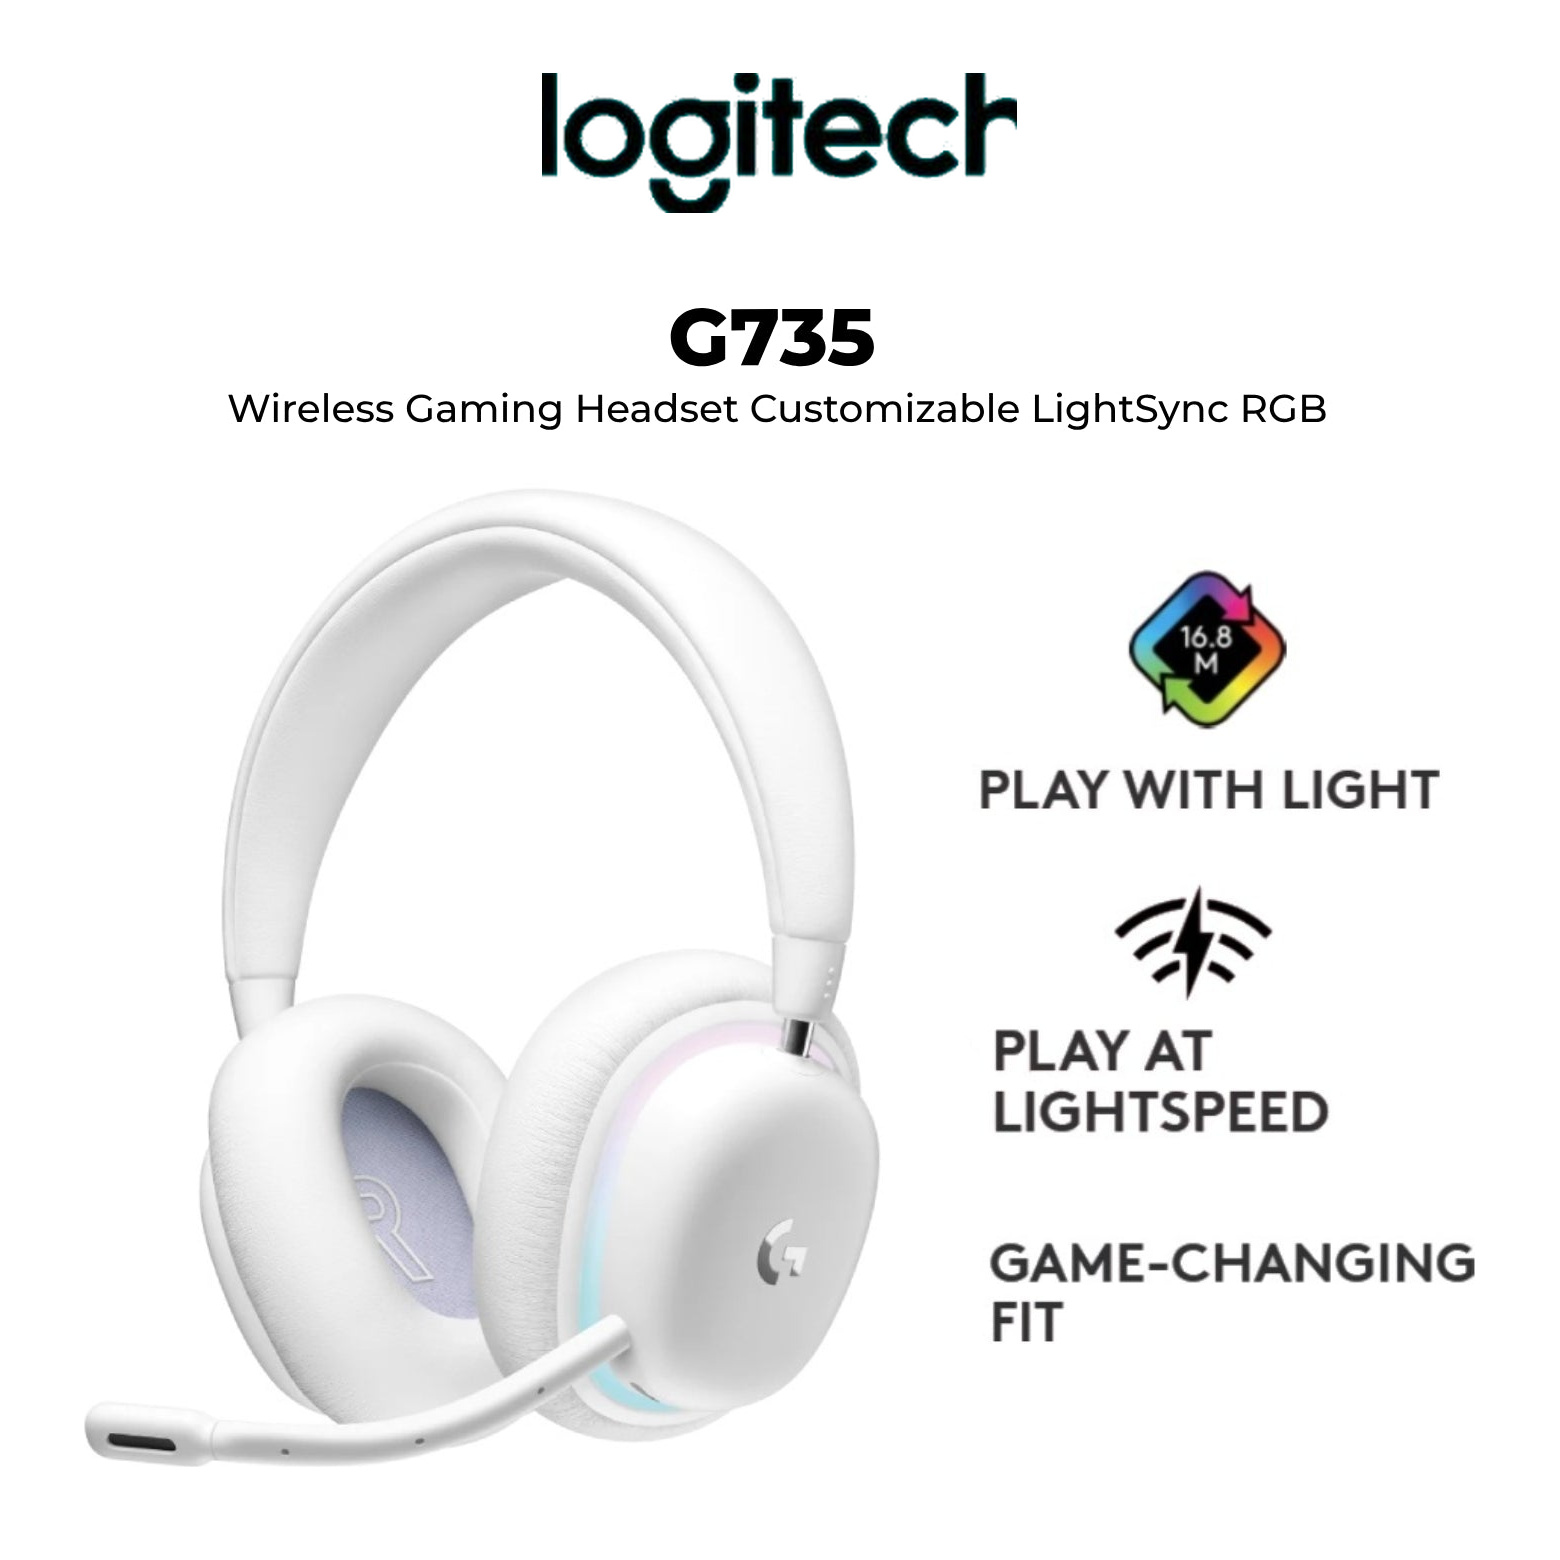 logitech
G735
Wireless Gaming Headset Customizable LightSync RGB
16.8
M
PLAY WITH LIGHT
PLAY AT
LIGHTSPEED
GAME-CHANGING
FIT
R
G